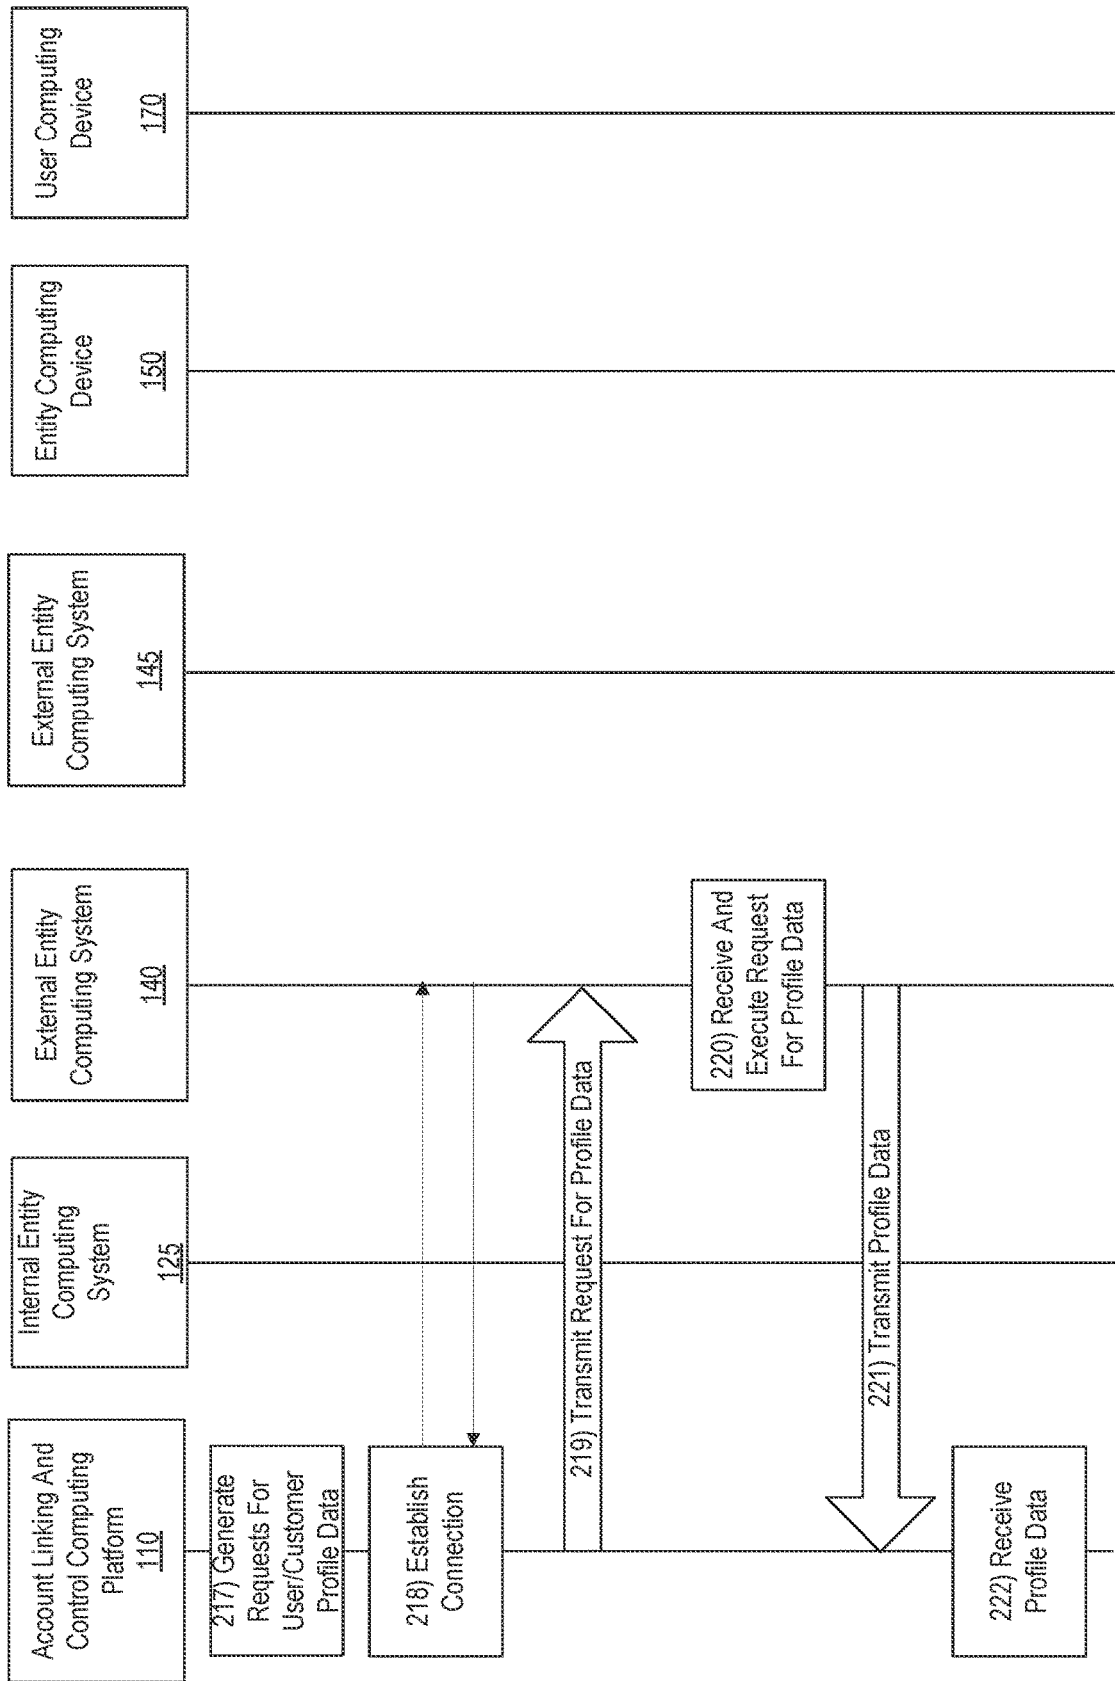 Account Linking And
Control Computing
Platform
110
Internal Entity
Computing
System
125
External Entity
Computing System
140
External Entity
Computing System
145
Entity Computing
Device
150
User Computing
Device
170
217) Generate
Requests For
User/Customer
Profile Data
218) Establish
Connection
219) Transmit Request For Profile Data
220) Receive And
Execute Request
For Profile Data
221) Transmit Profile Data
222) Receive
Profile Data